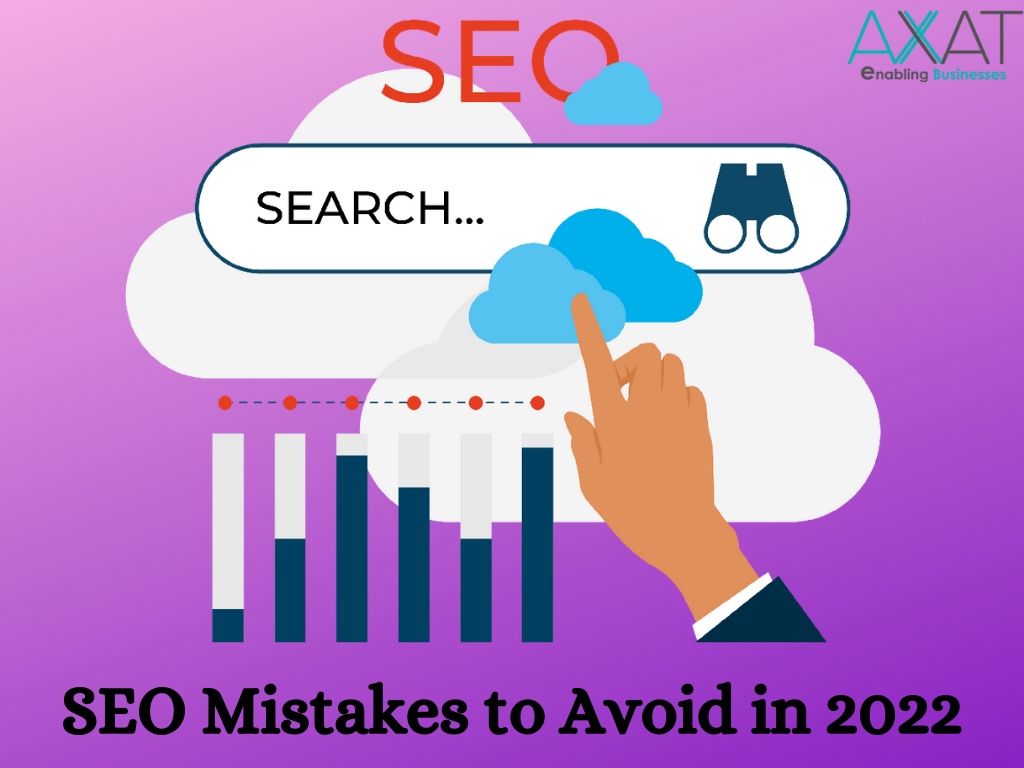 SEO
AXAT
enabling Businesses
SEARCH...
SEO Mistakes to Avoid in 2022